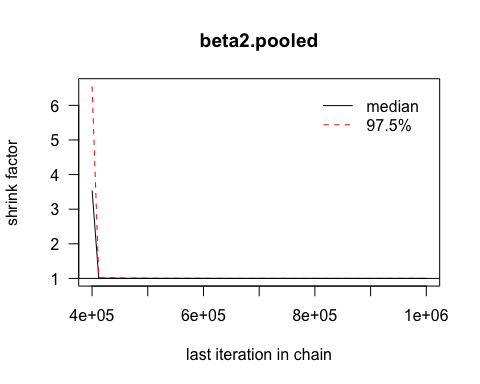 beta2.pooled
shrink factor
6
5
4
3
2
1
median
97.5%
4e+05 6e+05 8e+05 1e+06
last iteration in chain